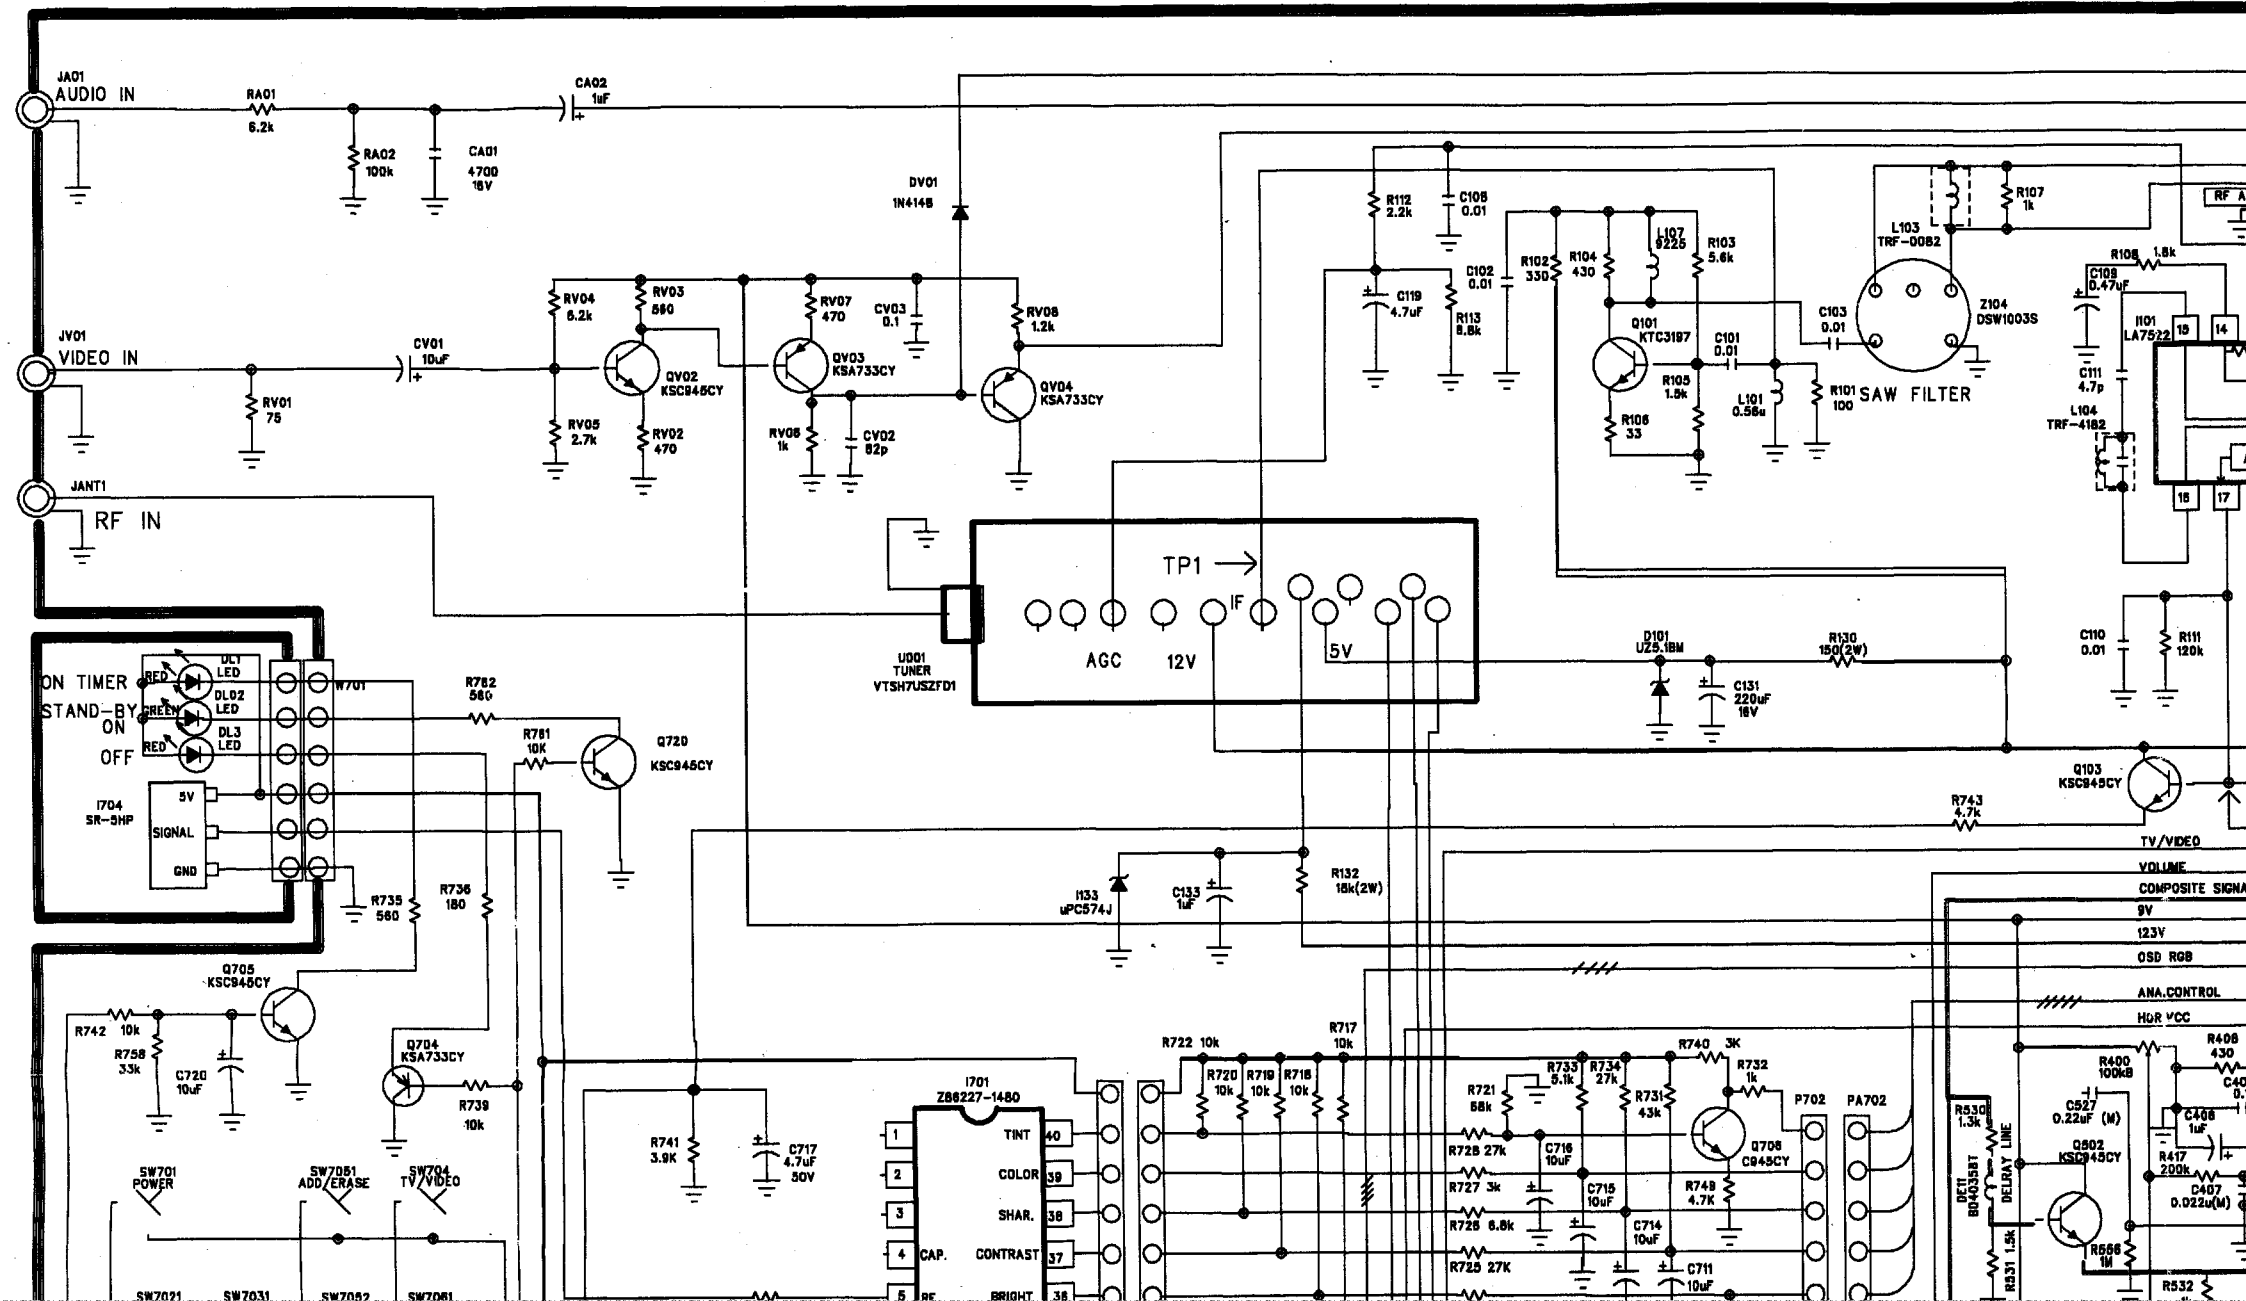 JA01
AUDIO IN
RA01
6.2k
RA02
100k
CA01
4700
16V
CA02
1uF
DV01
1N4148
JV01
VIDEO IN
RV01
75
CV01
10uF
RV04
6.2k
RV03
560
RV05
2.7k
QV02
KSC945CY
RV02
470
RV07
470
QV03
KSA733CY
RV06
1k
CV02
82p
CV03
0.1
RV08
1.2k
QV04
KSA733CY
JANT1
RF IN
R112
2.2k
C106
0.01
C119
4.7uF
R113
C102
0.01
R102
330
R104
430
L107
9225
R103
5.6k
Q101
KTC3197
C101
0.01
R105
1.5k
R106
33
L101
0.56u
R101
100
C103
0.01
L103
TRF-0082
R107
1k
Z104
DSW1003S
SAW FILTER
RF A
R108
1.8k
C109
0.47uF
I101
LA7522
15
14
C111
4.7p
L104
TRF-4182
16
17
C110
0.01
R111
120k
TP1
IF
AGC
12V
5V
U001
TUNER
VTSH7USZFD1
D101
UZ5.1BM
C131
220uF
16V
R130
150(2W)
ON TIMER
RED
DL1
LED
STAND-BY
GREEN
DL02
LED
ON
OFF
RED
DL3
LED
W701
I704
SR-5HP
5V
SIGNAL
GND
R762
560
R761
10K
Q720
KSC945CY
R735
560
R736
180
Q705
KSC945CY
R742
10k
R758
33k
C720
10uF
Q704
KSA733CY
R739
10k
I133
uPC574J
C133
1uF
R132
18k(2W)
Q103
KSC945CY
R743
4.7k
TV/VIDEO
VOLUME
COMPOSITE SIGNA
9V
123V
OSD RGB
ANA.CONTROL
HOR VCC
R741
3.9K
C717
4.7uF
50V
I701
Z86227-1480
1
TINT
40
2
COLOR
39
3
SHAR.
38
4
CAP.
CONTRAST
37
5
BRIGHT
36
R722 10k
R720
10k
R719
10k
R718
10k
R717
10k
R721
R728 27k
R727 3k
R726
R725 27K
C716
10uF
C715
10uF
C714
10uF
C711
10uF
R733
5.1k
R734
27k
R731
43k
R740
3K
R732
1k
Q706
C945CY
R749
4.7K
P702
PA702
R530
1.3k
DE11
DELRAY LINE
R531 1.5k
R400
100kB
R406
430
C527
0.22uF (M)
C408
1uF
Q502
KSC945CY
R417
200k
C407
0.022u(M)
R556
1M
R532
SW701
POWER
SW7051
ADD/ERASE
SW704
TV/VIDEO
SW7021
SW7031
SW7052
SW7061